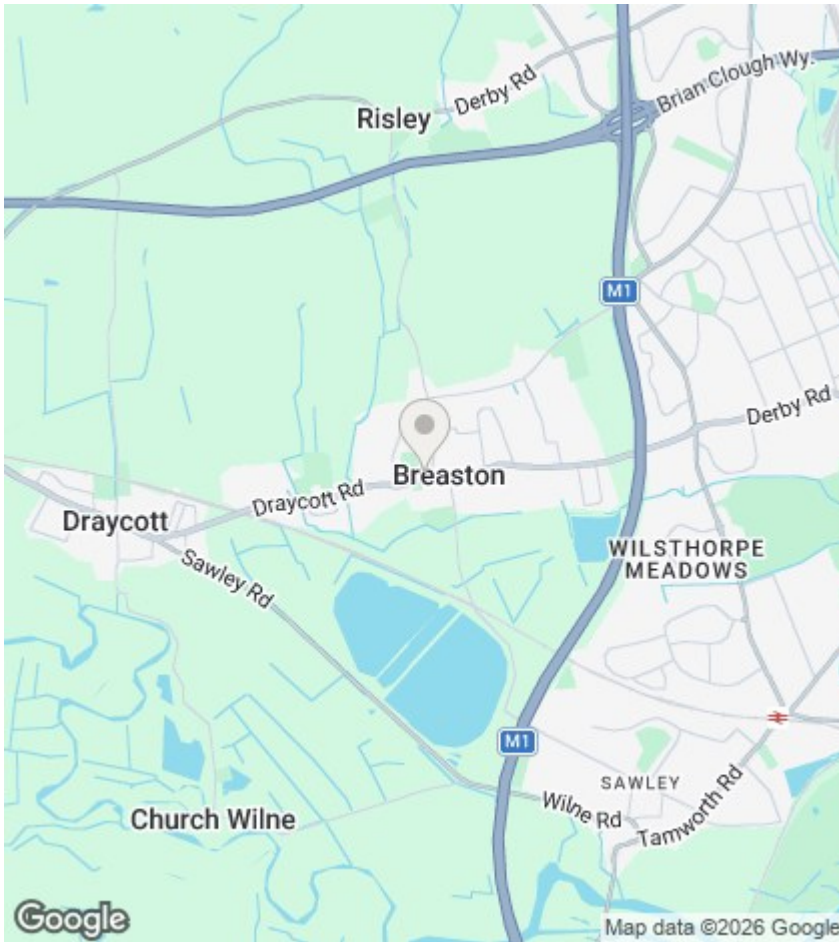 Derby Rd
Brian Clough Wy.
Risley
M1
Derby Rd
Breaston
Draycott Rd
Draycott
WILSTHORPE
MEADOWS
Sawley Rd
M1
SAWLEY
Wilne Rd
Tamworth Rd
Church Wilne
Google
Map data ©2026 Google